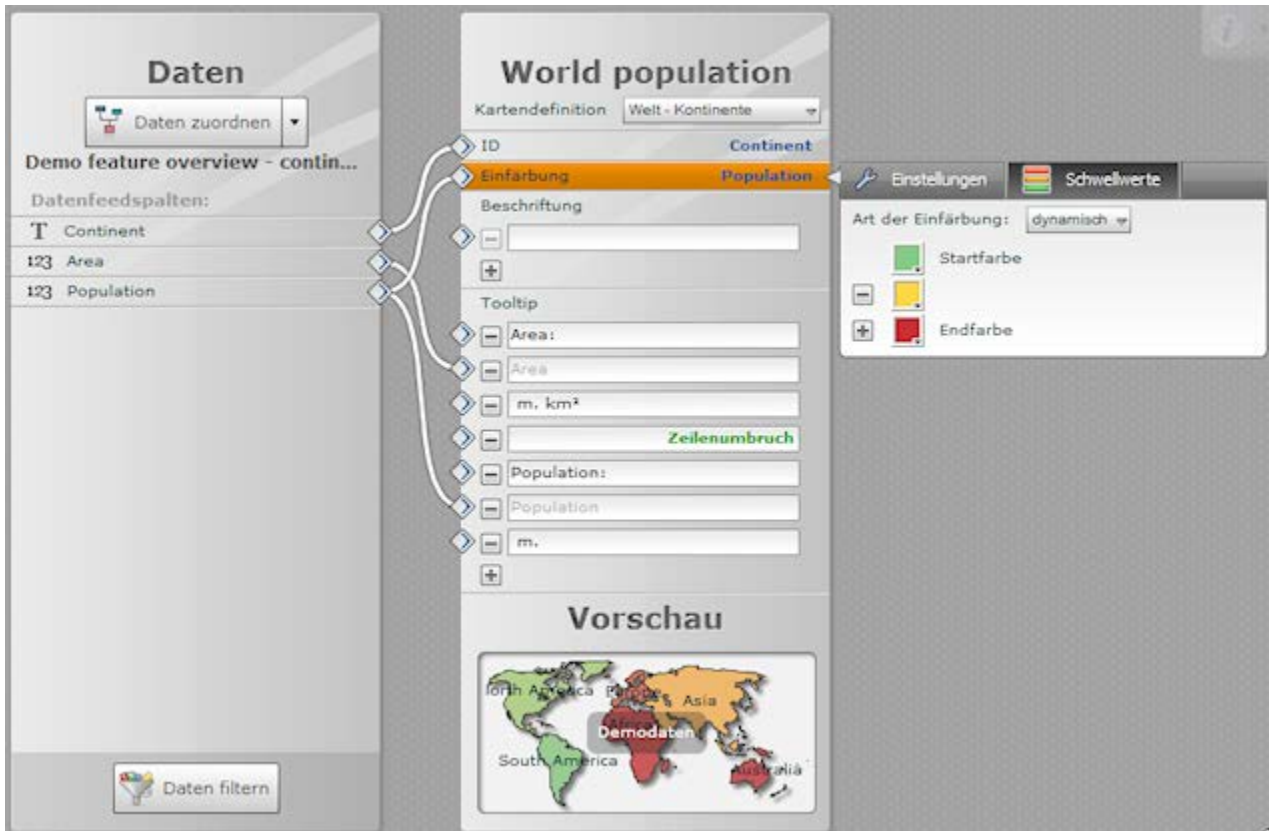 Daten
Daten zuordnen
Demo feature overview - contin...
Datenfeedspalten:
T Continent
123 Area
123 Population
Daten filtern
World population
Kartendefinition Welt - Kontinente
ID Continent
Einfärbung Population
Beschriftung
Tooltip
Area:
Area
m. km²
Zeilenumbruch
Population:
Population
m.
Vorschau
North America Europe Asia
Africa
Demodaten
South America Australia
Einstellungen Schwellwerte
Art der Einfärbung: dynamisch
Startfarbe
Endfarbe